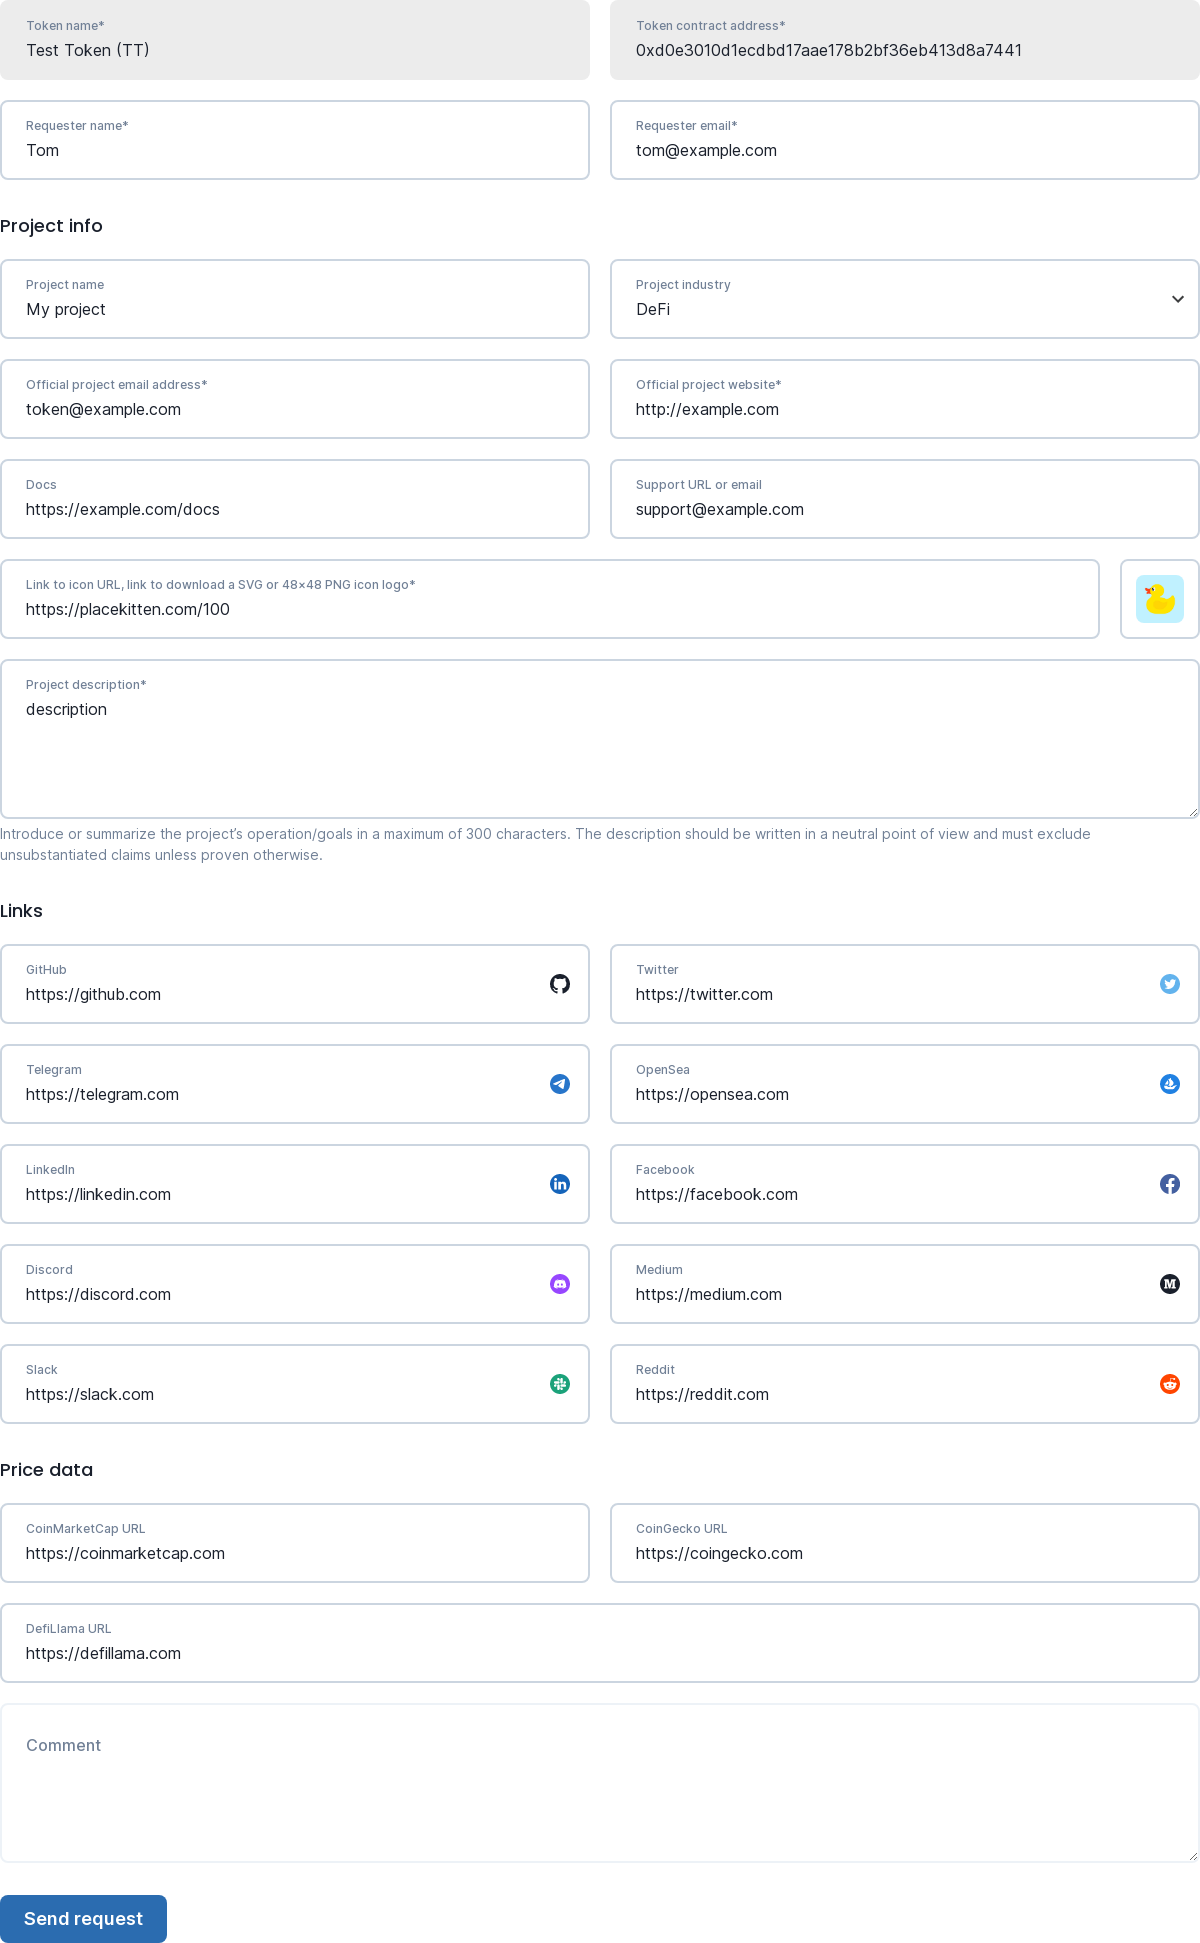 Token name*
Test Token (TT)
Token contract address*
0xd0e3010d1ecdbd17aae178b2bf36eb413d8a7441
Requester name*
Tom
Requester email*
tom@example.com
Project info
Project name
My project
Project industry
DeFi
Official project email address*
token@example.com
Official project website*
http://example.com
Docs
https://example.com/docs
Support URL or email
support@example.com
Link to icon URL, link to download a SVG or 48×48 PNG icon logo*
https://placekitten.com/100
Project description*
description
Introduce or summarize the project’s operation/goals in a maximum of 300 characters. The description should be written in a neutral point of view and must exclude
unsubstantiated claims unless proven otherwise.
Links
GitHub
https://github.com
Twitter
https://twitter.com
Telegram
https://telegram.com
OpenSea
https://opensea.com
LinkedIn
https://linkedin.com
Facebook
https://facebook.com
Discord
https://discord.com
Medium
https://medium.com
Slack
https://slack.com
Reddit
https://reddit.com
Price data
CoinMarketCap URL
https://coinmarketcap.com
CoinGecko URL
https://coingecko.com
DefiLlama URL
https://defillama.com
Comment
Send request